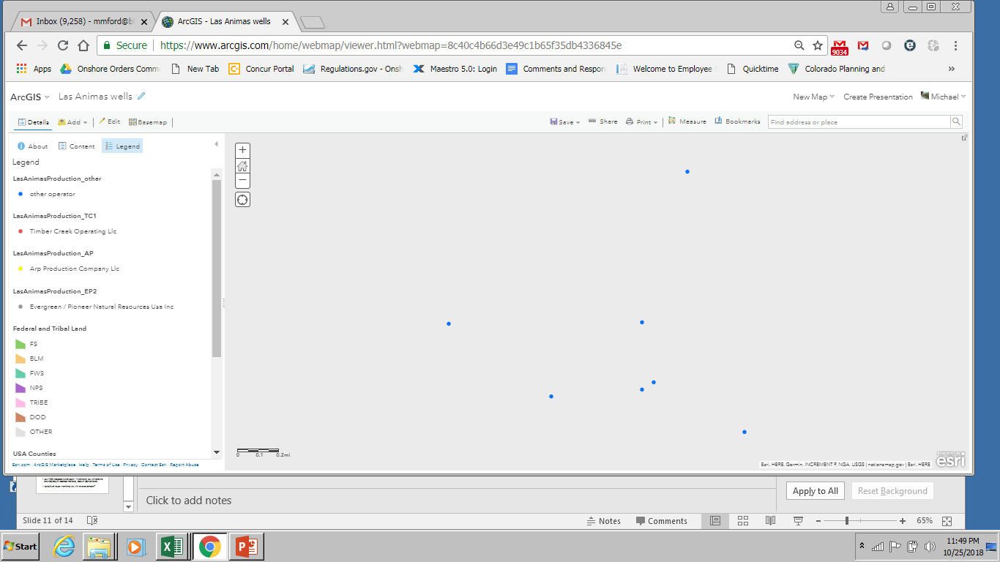 Inbox (9,258) - mmford@bl
ArcGIS - Las Animas wells
Secure
https://www.arcgis.com/home/webmap/viewer.html?webmap=8c40c4b66d3e49c1b65f35db4336845e
9034
Apps
Onshore Orders Comm
New Tab
Concur Portal
Regulations.gov - Onsh
Maestro 5.0: Login
Comments and Respon
Welcome to Employee
Quicktime
Colorado Planning and
»
ArcGIS
Las Animas wells
New Map
Create Presentation
Michael
Details
Add
Edit
Basemap
Save
Share
Print
Measure
Bookmarks
Find address or place
About
Content
Legend
Legend
LasAnimasProduction_other
other operator
LasAnimasProduction_TC1
Timber Creek Operating Llc
LasAnimasProduction_AP
Arp Production Company Llc
LasAnimasProduction_EP2
Evergreen / Pioneer Natural Resources Usa Inc
Federal and Tribal Land
FS
BLM
FWS
NPS
TRIBE
DOD
OTHER
USA Counties
Esri.com . ArcGIS Marketplace . Help . Terms of Use . Privacy . Contact Esri . Report Abuse
0 0.1 0.2mi
Esri, HERE, Garmin, INCREMENT P, NGA, USGS | nationalmap.gov | Esri, HERE
POWERED BY
esri
Click to add notes
Apply to All
Reset Background
Slide 11 of 14
Notes
Comments
65%
Start
11:49 PM
10/25/2018